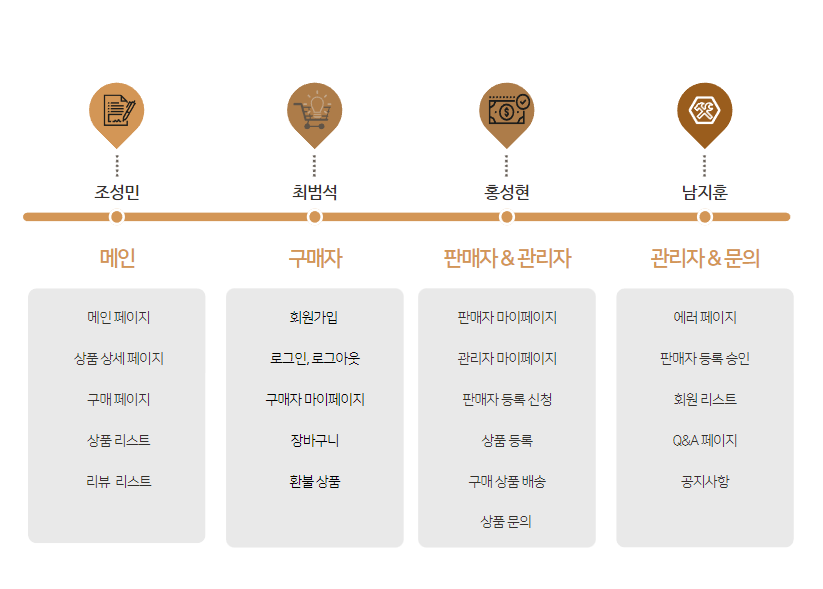 조성민
최범석
홍성현
남지훈
메인
구매자
판매자 & 관리자
관리자 & 문의
메인 페이지
상품 상세 페이지
구매 페이지
상품 리스트
리뷰 리스트
회원가입
로그인, 로그아웃
구매자 마이페이지
장바구니
환불 상품
판매자 마이페이지
관리자 마이페이지
판매자 등록 신청
상품 등록
구매 상품 배송
상품 문의
에러 페이지
판매자 등록 승인
회원 리스트
Q&A 페이지
공지사항